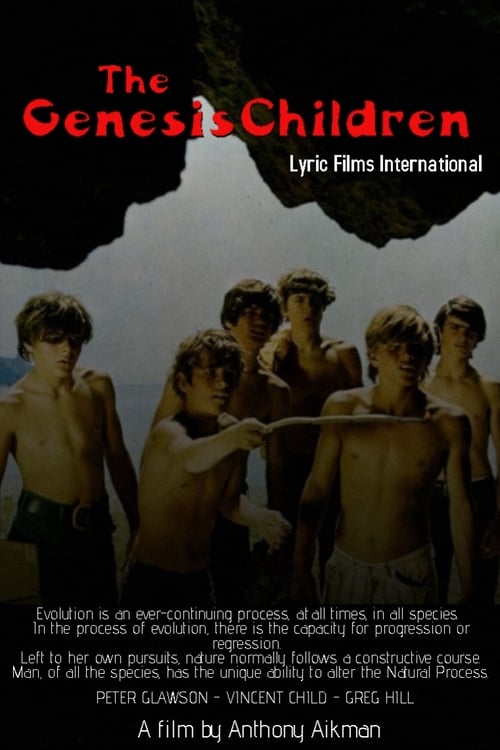 The
Genesis Children
Lyric Films International
Evolution is an ever-continuing process, at all times, in all species.
In the process of evolution, there is the capacity for progression or
regression.
Left to her own pursuits, nature normally follows a constructive course.
Man, of all the species, has the unique ability to alter the Natural Process.
PETER GLAWSON - VINCENT CHILD - GREG HILL
A film by Anthony Aikman